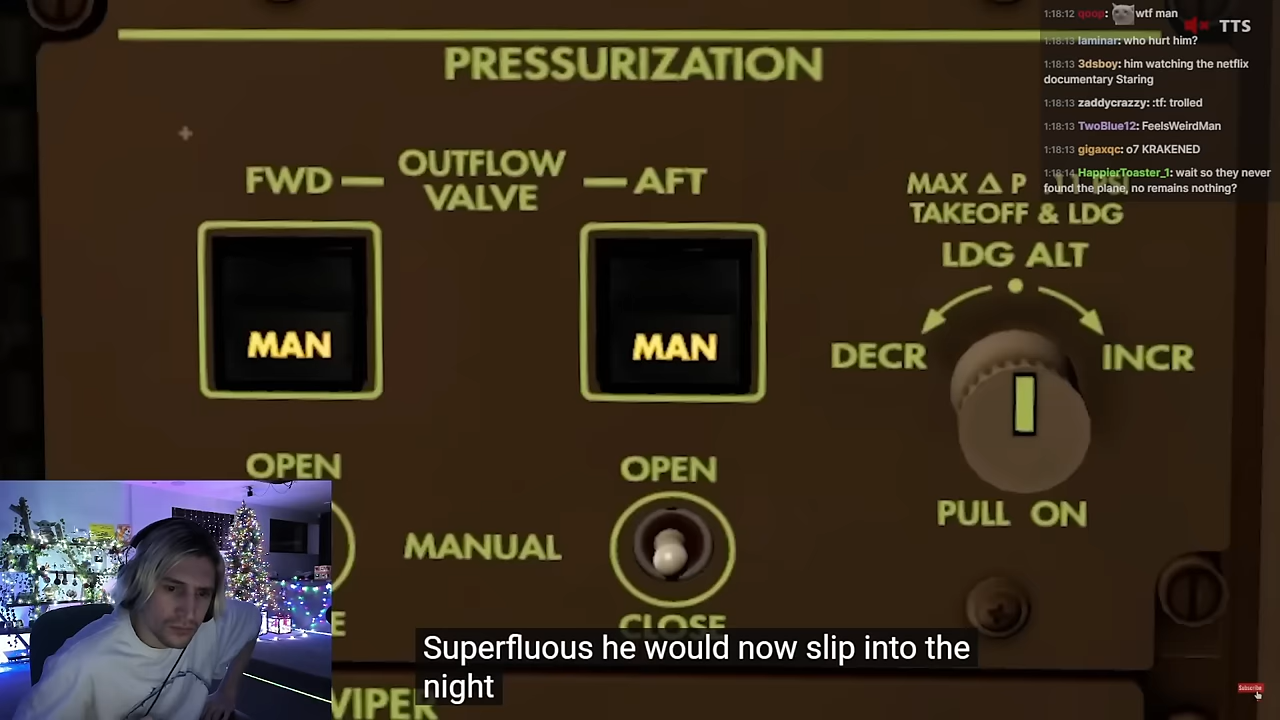 PRESSURIZATION
FWD
OUTFLOW
VALVE
AFT
MAX Δ P
TAKEOFF & LDG
LDG ALT
DECR
INCR
PULL ON
MAN
MAN
OPEN
OPEN
MANUAL
CLOSE
Superfluous he would now slip into the
night
TTS
1:18:12 qoop: wtf man
1:18:13 laminar: who hurt him?
1:18:13 3dsboy: him watching the netflix
documentary Staring
1:18:13 zaddycrazzy: :tf: trolled
1:18:13 TwoBlue12: FeelsWeirdMan
1:18:13 gigaxqc: o7 KRAKENED
1:18:14 HappierToaster_1: wait so they never
found the plane, no remains nothing?
Subscribe